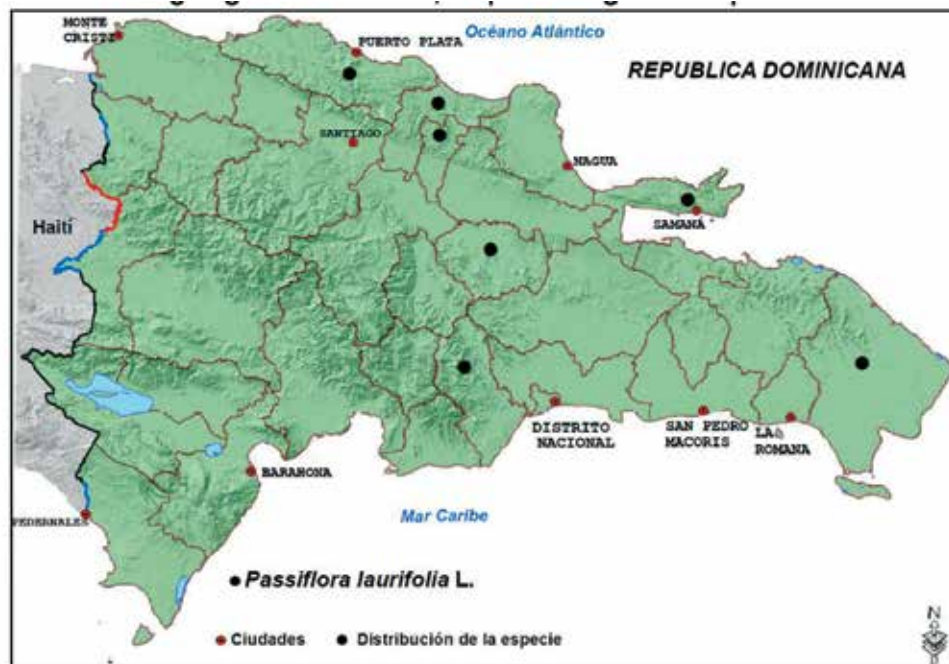 MONTE
CRISTI
PUERTO PLATA
Océano Atlántico
REPUBLICA DOMINICANA
SANTIAGO
NAGUA
Haití
SAMANÁ
DISTRITO
NACIONAL
SAN PEDRO
MACORIS
LA
ROMANA
BARAHONA
PEDERNALES
Mar Caribe
Passiflora laurifolia L.
Ciudades
Distribución de la especie
N